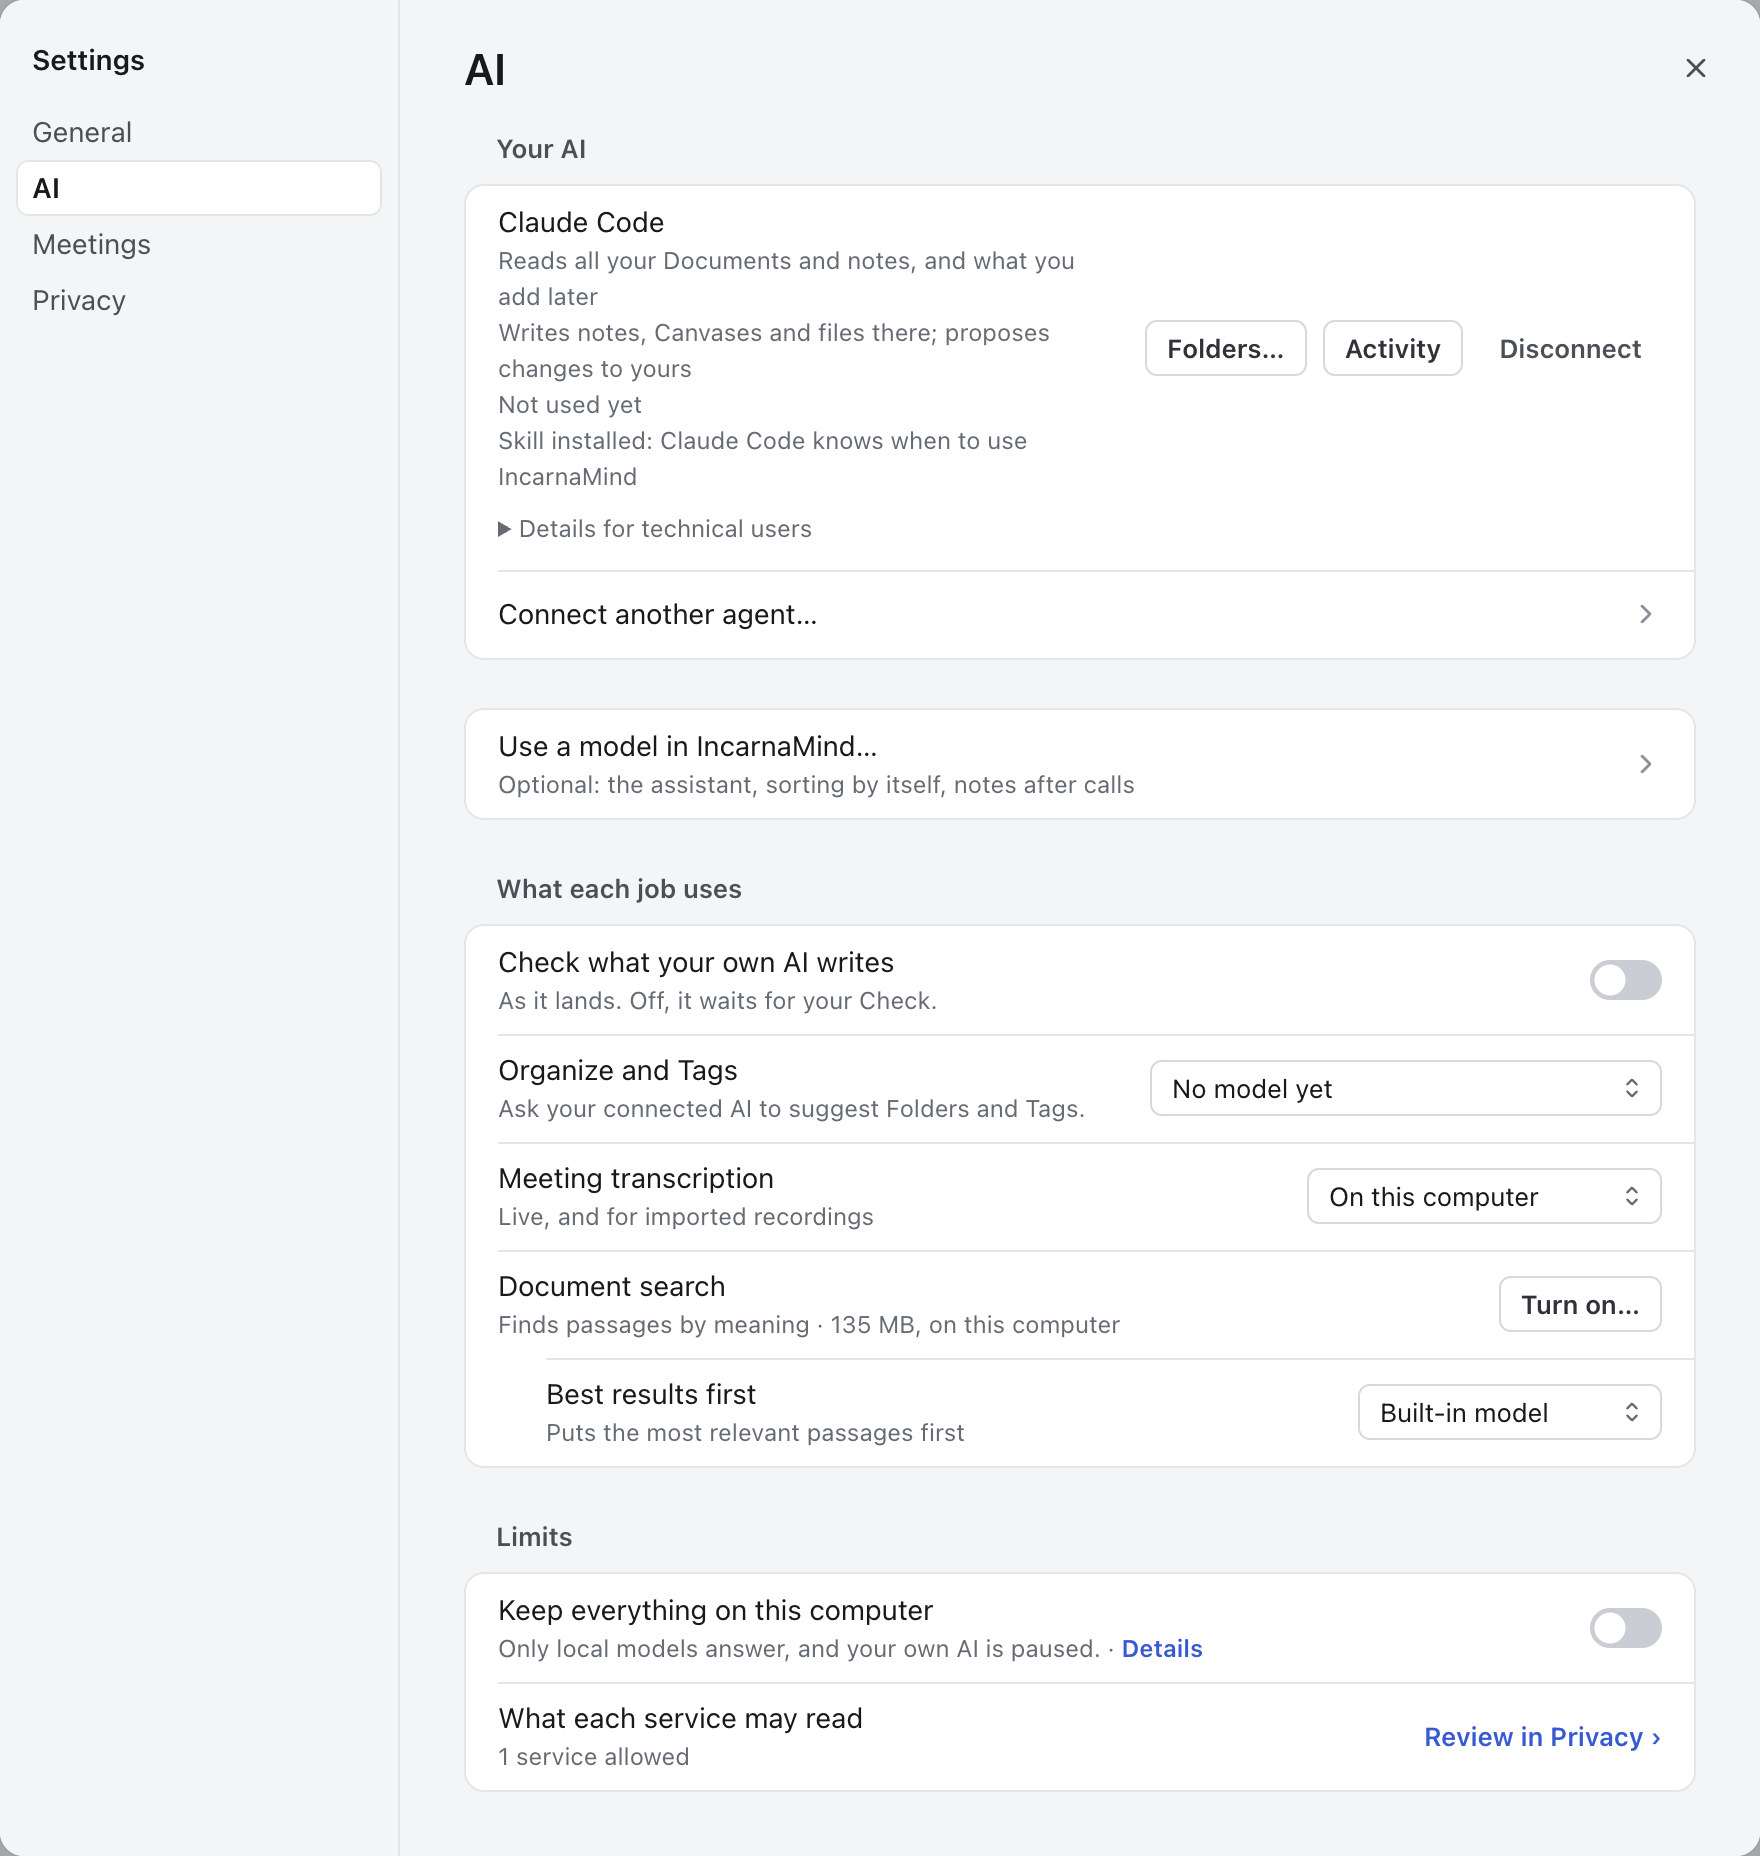 Settings
General
AI
Meetings
Privacy
AI
Your AI
Claude Code
Reads all your Documents and notes, and what you
add later
Writes notes, Canvases and files there; proposes
changes to yours
Not used yet
Skill installed: Claude Code knows when to use
IncarnaMind
Details for technical users
Folders...
Activity
Disconnect
Connect another agent...
Use a model in IncarnaMind...
Optional: the assistant, sorting by itself, notes after calls
What each job uses
Check what your own AI writes
As it lands. Off, it waits for your Check.
Organize and Tags
Ask your connected AI to suggest Folders and Tags.
No model yet
Meeting transcription
Live, and for imported recordings
On this computer
Document search
Finds passages by meaning · 135 MB, on this computer
Turn on...
Best results first
Puts the most relevant passages first
Built-in model
Limits
Keep everything on this computer
Only local models answer, and your own AI is paused. · Details
What each service may read
1 service allowed
Review in Privacy ›